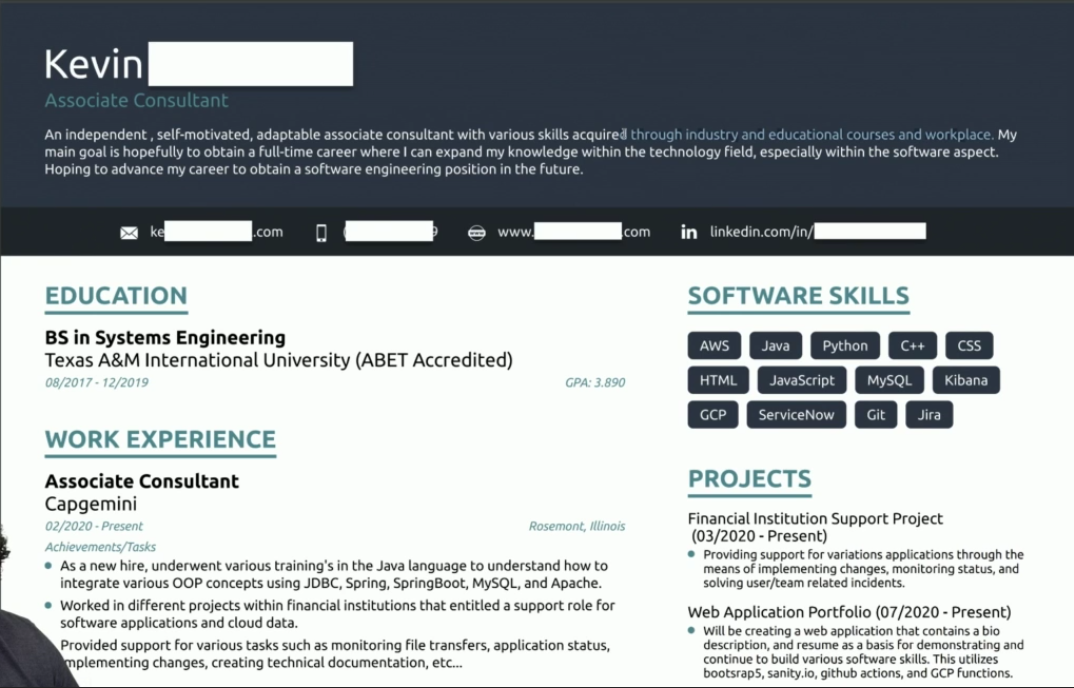 Kevin
Associate Consultant
An independent , self-motivated, adaptable associate consultant with various skills acquired through industry and educational courses and workplace. My
main goal is hopefully to obtain a full-time career where I can expand my knowledge within the technology field, especially within the software aspect.
Hoping to advance my career to obtain a software engineering position in the future.
ke .com ( 9 www. .com in linkedin.com/in/
EDUCATION
BS in Systems Engineering
Texas A&M International University (ABET Accredited)
08/2017 - 12/2019 GPA: 3.890
WORK EXPERIENCE
Associate Consultant
Capgemini
02/2020 - Present Rosemont, Illinois
Achievements/Tasks
As a new hire, underwent various training's in the Java language to understand how to
integrate various OOP concepts using JDBC, Spring, SpringBoot, MySQL, and Apache.
Worked in different projects within financial institutions that entitled a support role for
software applications and cloud data.
Provided support for various tasks such as monitoring file transfers, application status,
mplementing changes, creating technical documentation, etc...
SOFTWARE SKILLS
AWS Java Python C++ CSS
HTML JavaScript MySQL Kibana
GCP ServiceNow Git Jira
PROJECTS
Financial Institution Support Project
(03/2020 - Present)
Providing support for variations applications through the
means of implementing changes, monitoring status, and
solving user/team related incidents.
Web Application Portfolio (07/2020 - Present)
Will be creating a web application that contains a bio
description, and resume as a basis for demonstrating and
continue to build various software skills. This utilizes
bootsrap5, sanity.io, github actions, and GCP functions.